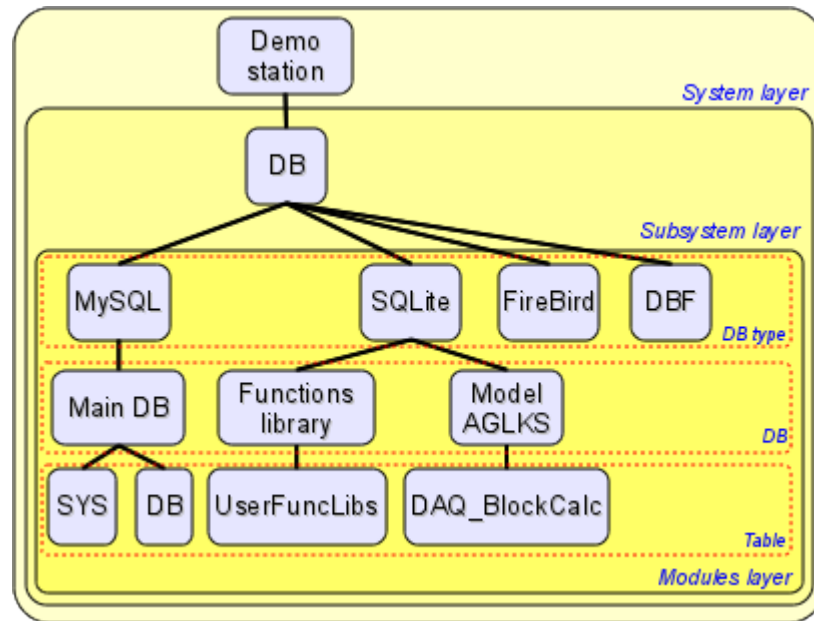 Demo
station
System layer
DB
Subsystem layer
MySQL
SQLite
FireBird
DBF
DB type
Main DB
Functions
library
Model
AGLKS
DB
SYS
DB
UserFuncLibs
DAQ_BlockCalc
Table
Modules layer